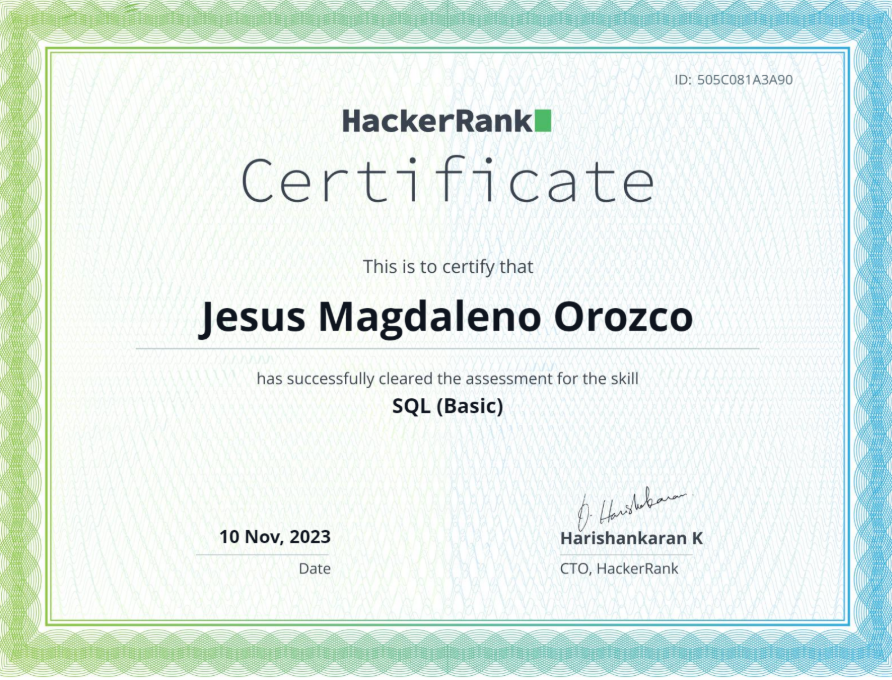 ID: 505C081A3A90
HackerRank
Certificate
This is to certify that
Jesus Magdaleno Orozco
has successfully cleared the assessment for the skill
SQL (Basic)
10 Nov, 2023
Date
Harishankaran K
CTO, HackerRank